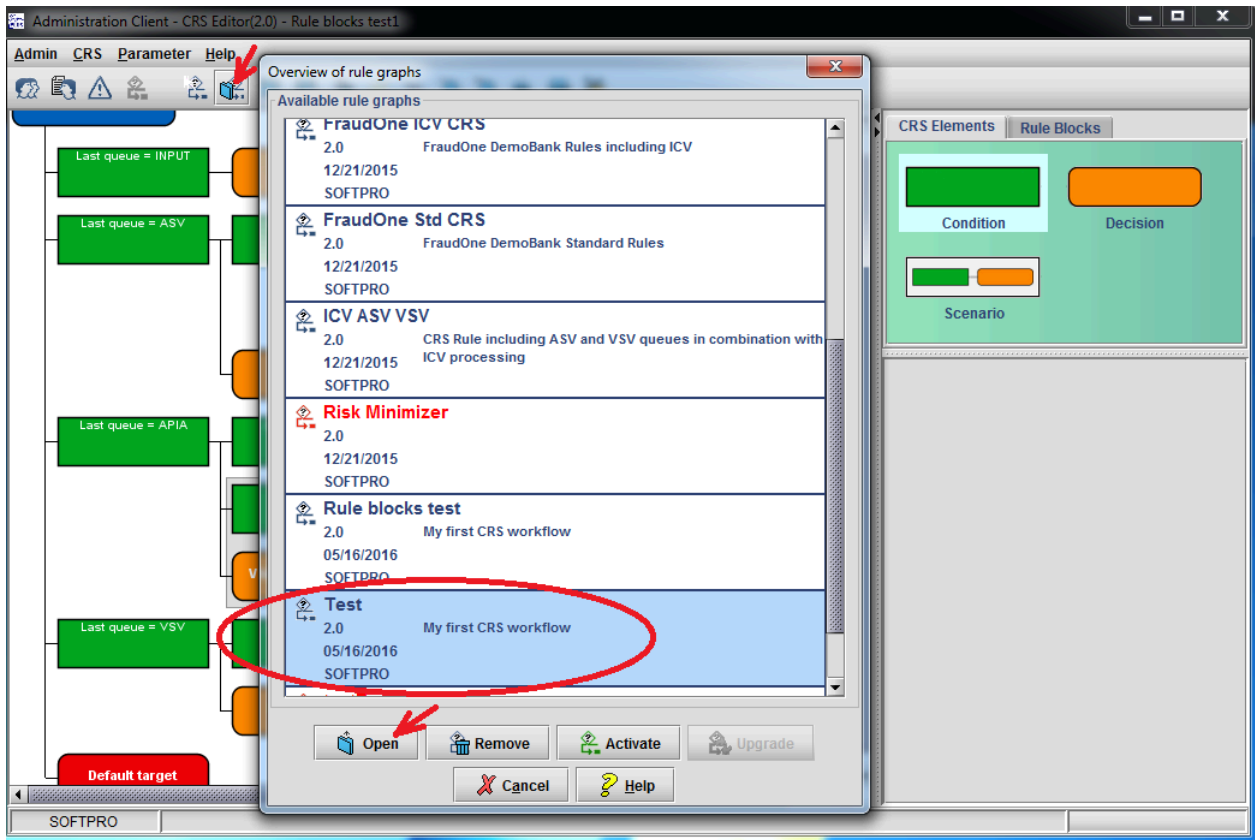 Administration Client - CRS Editor(2.0) - Rule blocks test1
Admin CRS Parameter Help
Overview of rule graphs
Available rule graphs
FraudOne ICV CRS
2.0 FraudOne DemoBank Rules including ICV
12/21/2015
SOFTPRO
FraudOne Std CRS
2.0 FraudOne DemoBank Standard Rules
12/21/2015
SOFTPRO
ICV ASV VSV
2.0 CRS Rule including ASV and VSV queues in combination with
12/21/2015 ICV processing
SOFTPRO
Risk Minimizer
2.0
12/21/2015
SOFTPRO
Rule blocks test
2.0 My first CRS workflow
05/16/2016
SOFTPRO
Test
2.0 My first CRS workflow
05/16/2016
SOFTPRO
Open Remove Activate Upgrade
Cancel Help
Last queue = INPUT
Last queue = ASV
Last queue = APIA
V
Last queue = VSV
Default target
CRS Elements Rule Blocks
Condition Decision
Scenario
SOFTPRO